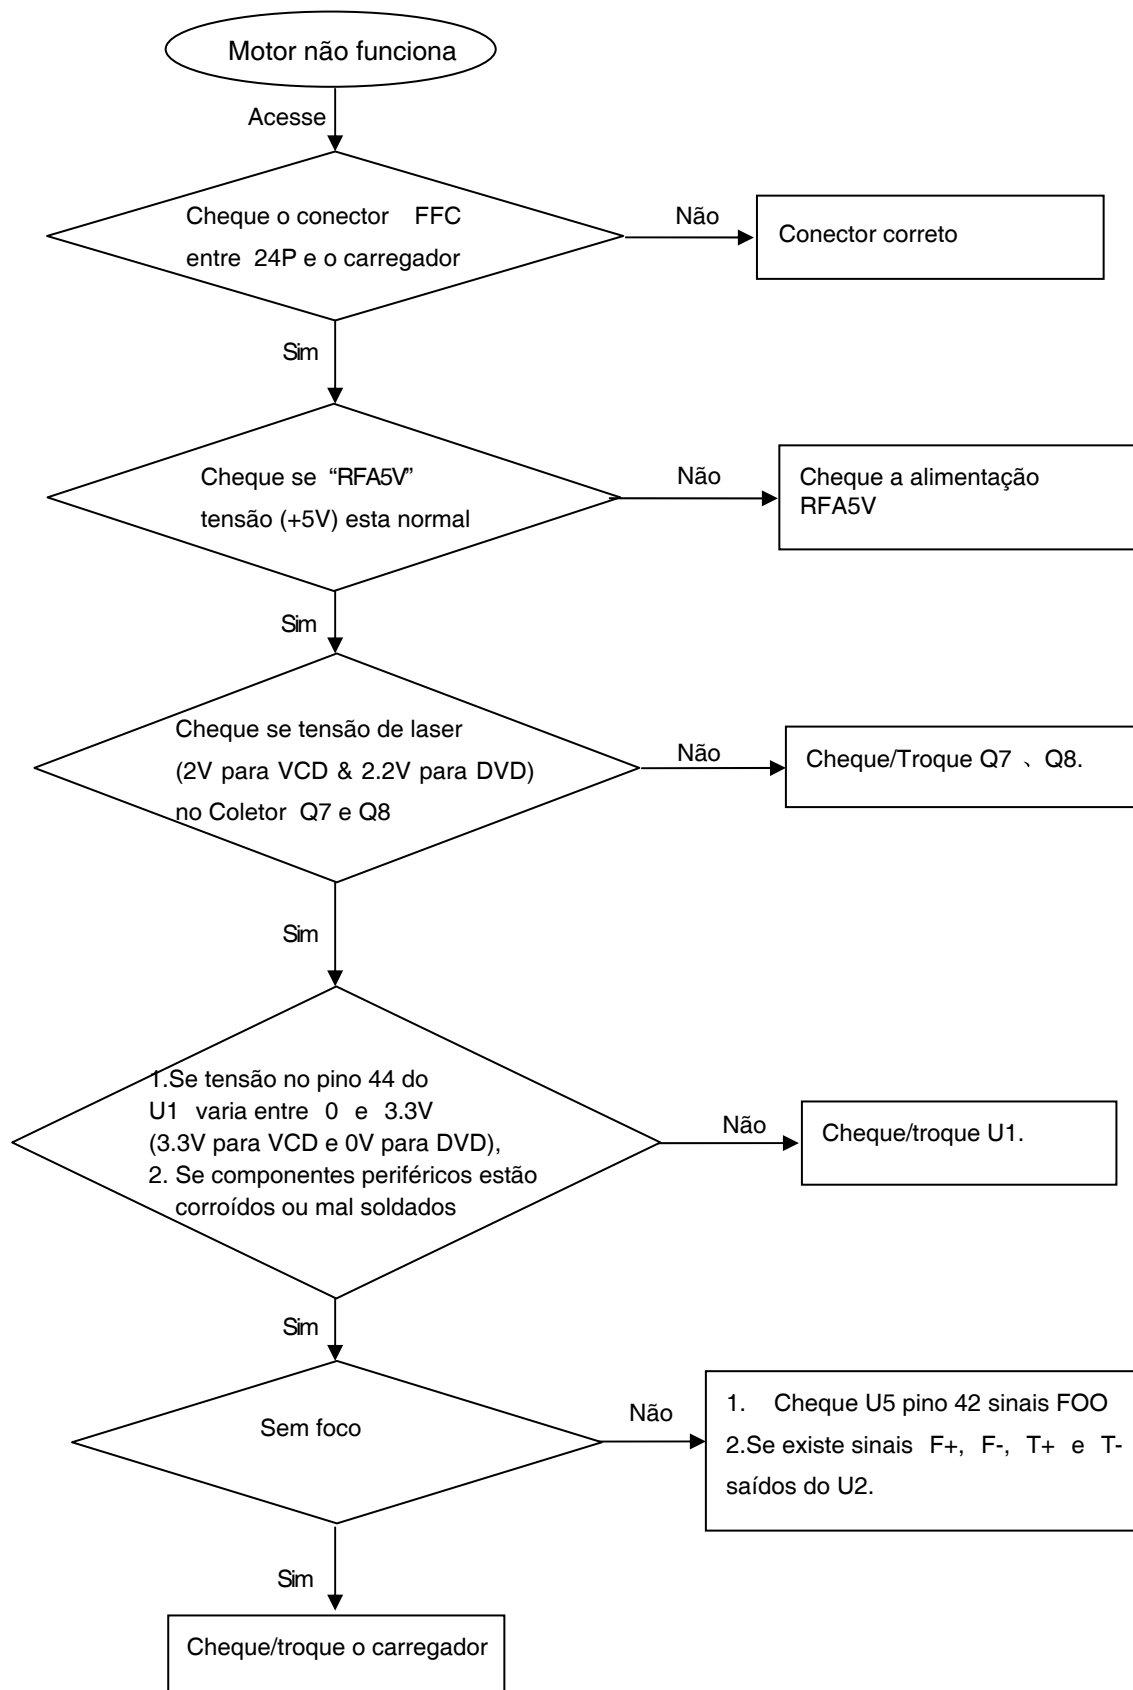 Motor não funciona
Acesse
Cheque o conector FFC
entre 24P e o carregador
Não
Conector correto
Sim
Cheque se “RFA5V”
tensão (+5V) esta normal
Não
Cheque a alimentação
RFA5V
Sim
Cheque se tensão de laser
(2V para VCD & 2.2V para DVD)
no Coletor Q7 e Q8
Não
Cheque/Troque Q7 、Q8.
Sim
1.Se tensão no pino 44 do
U1 varia entre 0 e 3.3V
(3.3V para VCD e 0V para DVD),
2. Se componentes periféricos estão
corroídos ou mal soldados
Não
Cheque/troque U1.
Sim
Sem foco
Não
1. Cheque U5 pino 42 sinais FOO
2.Se existe sinais F+, F-, T+ e T-
saídos do U2.
Sim
Cheque/troque o carregador